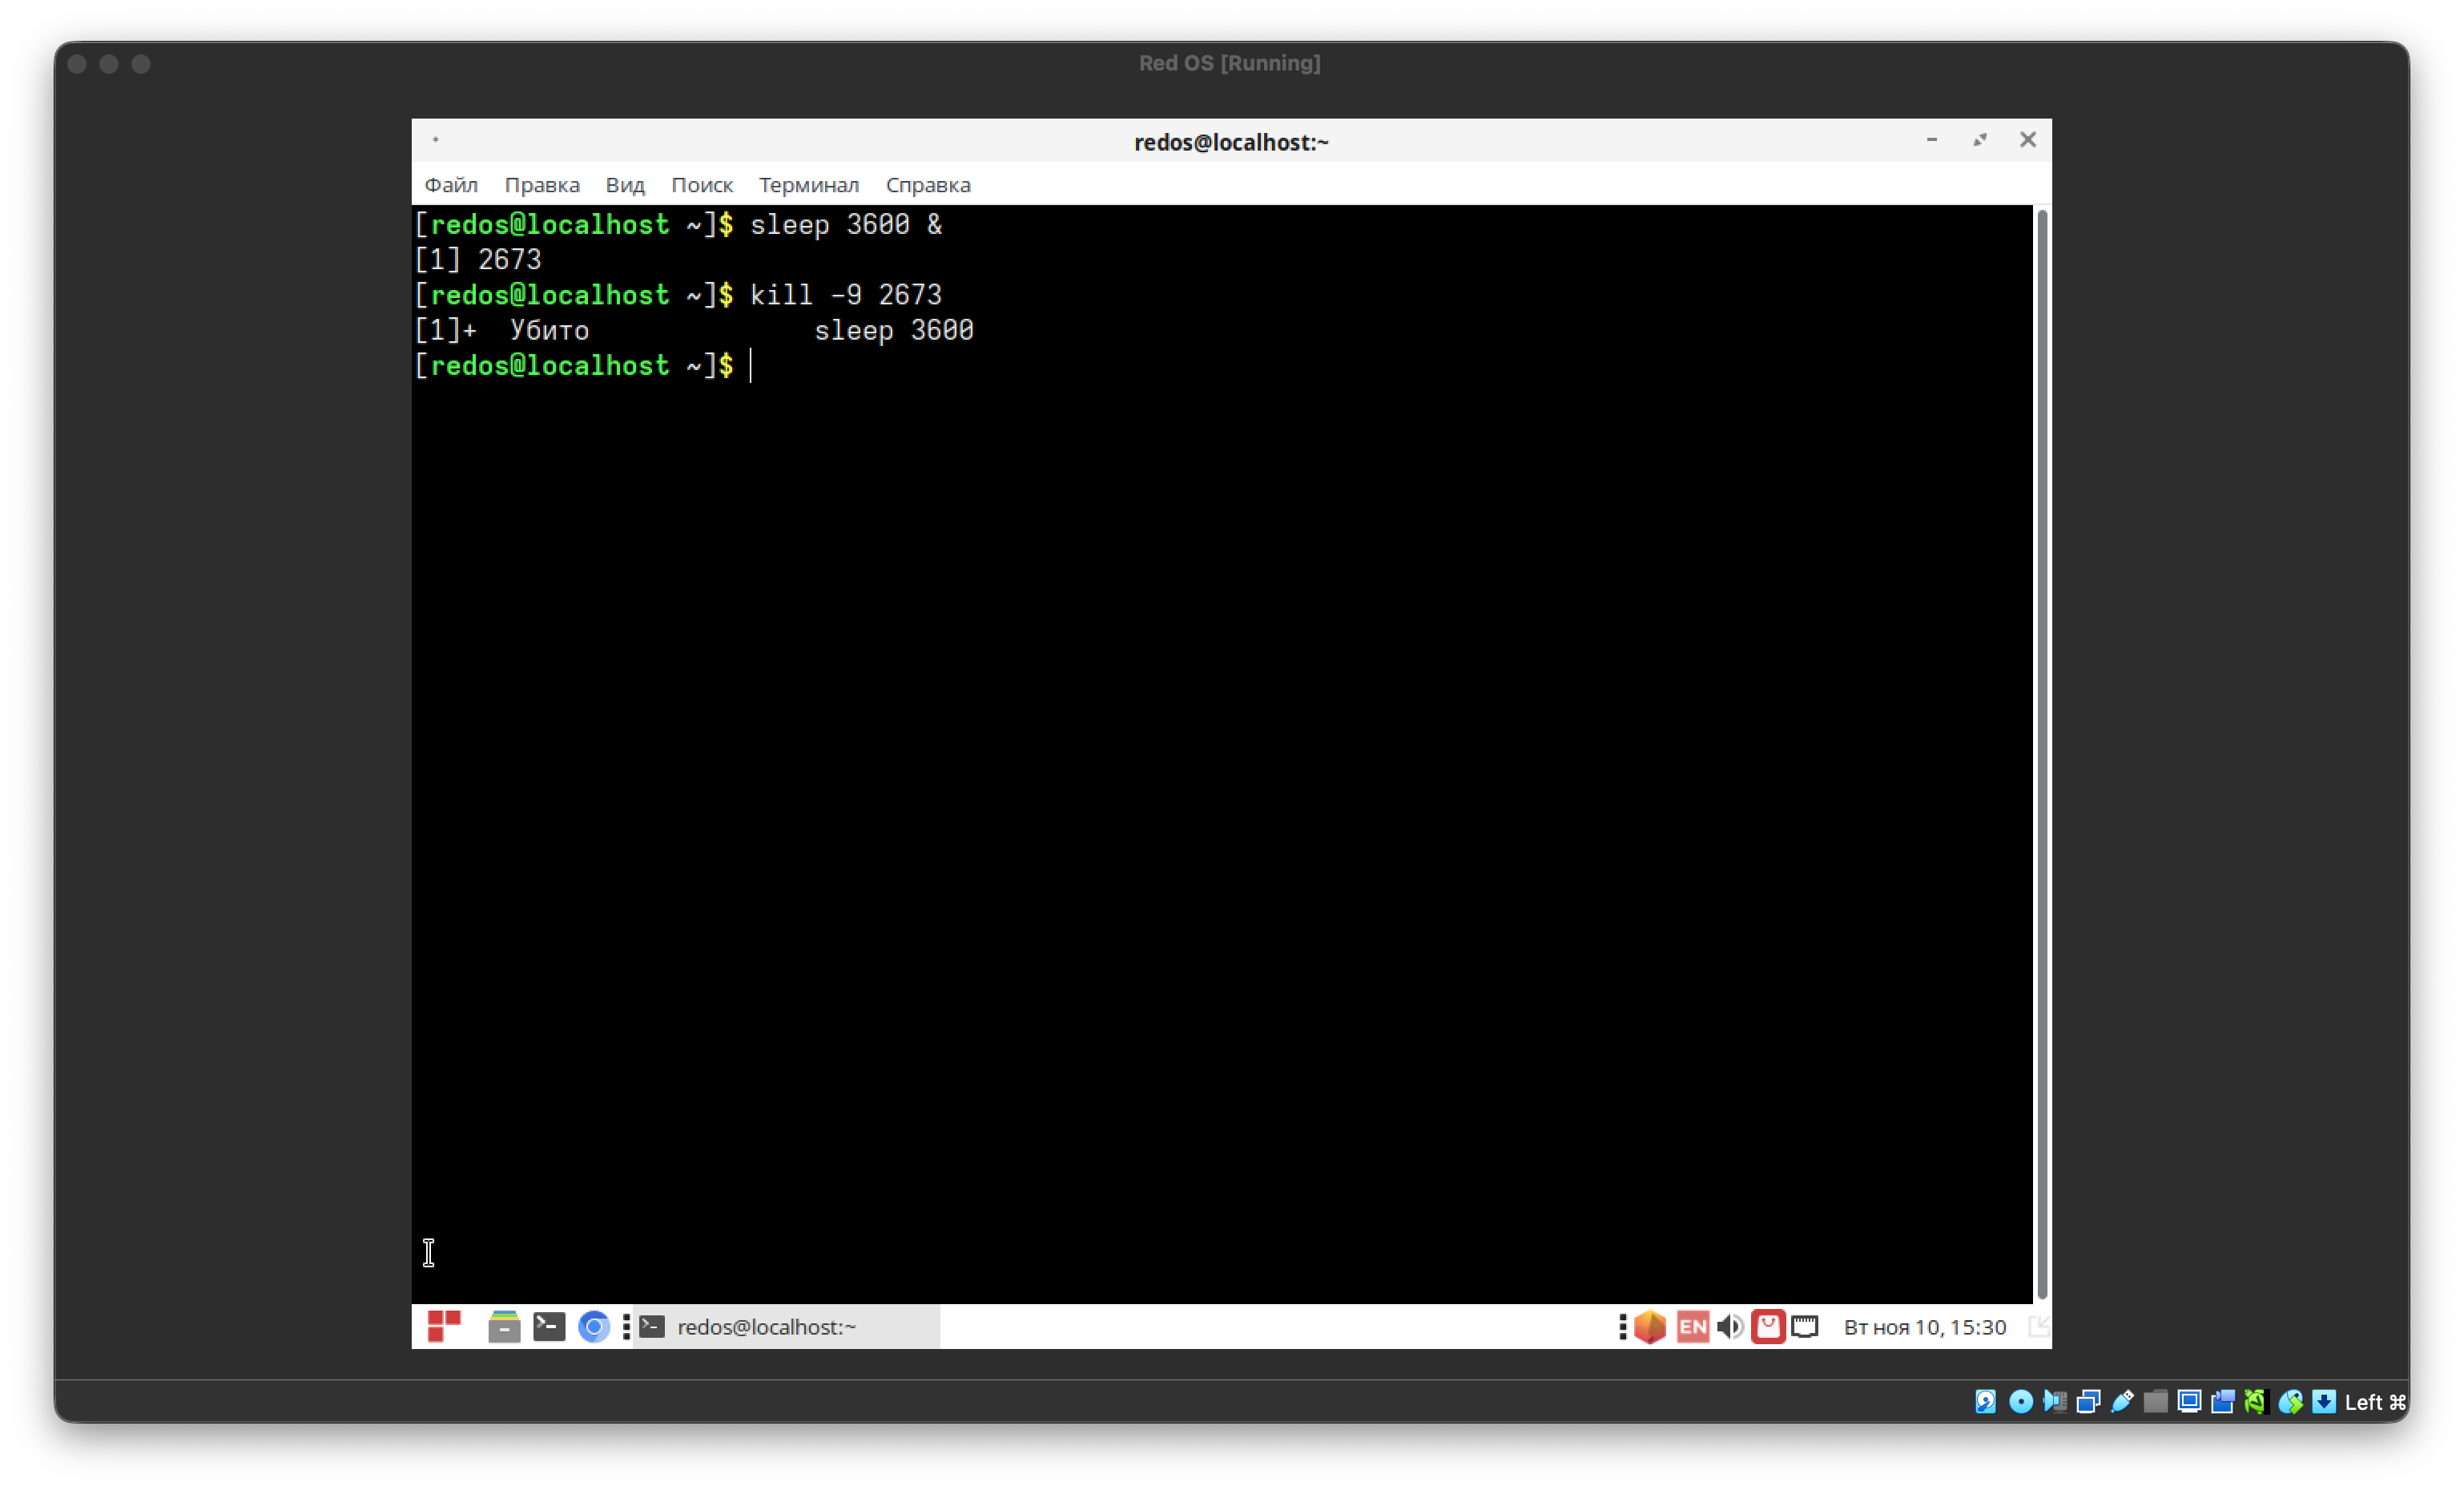 Red OS [Running]
redos@localhost:~
Файл Правка Вид Поиск Терминал Справка
[redos@localhost ~]$ sleep 3600 &
[1] 2673
[redos@localhost ~]$ kill -9 2673
[1]+  Убито              sleep 3600
[redos@localhost ~]$
redos@localhost:~ EN Вт ноя 10, 15:30
Left ⌘